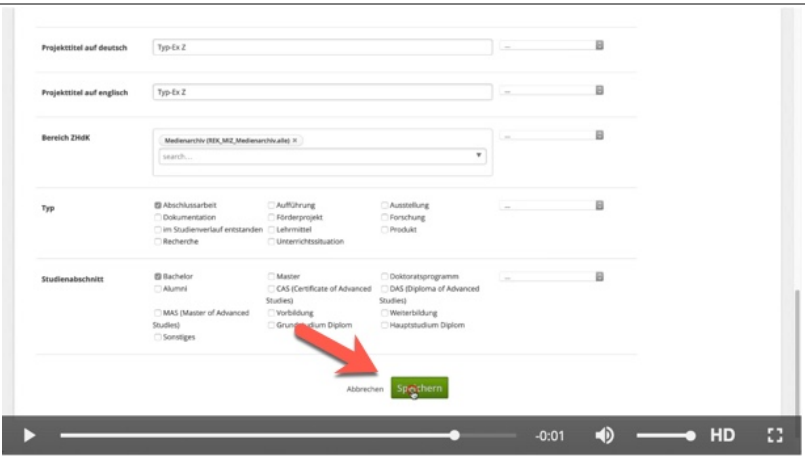 Projekttitel auf deutsch Typ-Ex Z ...
Projekttitel auf englisch Typ-Ex Z ...
Bereich ZHdK Medienarchiv (REK_MIZ_Medienarchiv.alle) × ...
search...
Typ Abschlussarbeit Aufführung Ausstellung ...
Dokumentation Förderprojekt Forschung
im Studienverlauf entstanden Lehrmittel Produkt
Recherche Unterrichtssituation
Studienabschnitt Bachelor Master Doktoratsprogramm ...
Alumni CAS (Certificate of Advanced Studies) DAS (Diploma of Advanced Studies)
MAS (Master of Advanced Studies) Vorbildung Weiterbildung
Hauptstudium Diplom
Sonstiges
Abbrechen Speichern
-0:01 HD